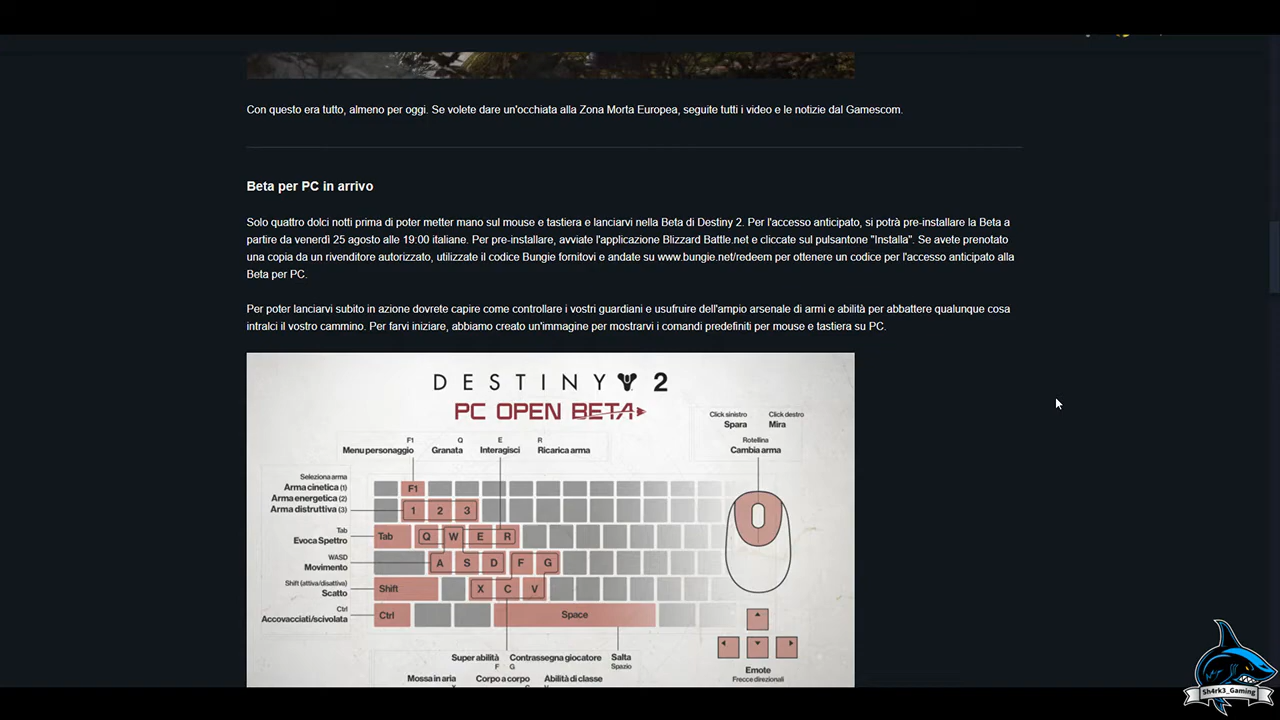 Con questo era tutto, almeno per oggi. Se volete dare un'occhiata alla Zona Morta Europea, seguite tutti i video e le notizie dal Gamescom.
Beta per PC in arrivo
Solo quattro dolci notti prima di poter metter mano sul mouse e tastiera e lanciarvi nella Beta di Destiny 2. Per l'accesso anticipato, si potrà pre-installare la Beta a
partire da venerdì 25 agosto alle 19:00 italiane. Per pre-installare, avviate l'applicazione Blizzard Battle.net e cliccate sul pulsantone "Installa". Se avete prenotato
una copia da un rivenditore autorizzato, utilizzate il codice Bungie fornitovi e andate su www.bungie.net/redeem per ottenere un codice per l'accesso anticipato alla
Beta per PC.
Per poter lanciarvi subito in azione dovrete capire come controllare i vostri guardiani e usufruire dell'ampio arsenale di armi e abilità per abbattere qualunque cosa
intralci il vostro cammino. Per farvi iniziare, abbiamo creato un'immagine per mostrarvi i comandi predefiniti per mouse e tastiera su PC.
DESTINY 2
PC OPEN BETA
Click sinistro Click destro
Spara Mira
F1 Q E R
Menu personaggio Granata Interagisci Ricarica arma
Rotellina
Cambia arma
Seleziona arma
Arma cinetica (1)
Arma energetica (2)
Arma distruttiva (3)
F1
1 2 3
Tab
Evoca Spettro
Tab Q W E R
WASD
Movimento
A S D F G
Shift (attiva/disattiva)
Scatto
Shift X C V
Ctrl
Accovacciati/scivolata
Ctrl Space
Super abilità Contrassegna giocatore Salta
F G Spazio
Mossa in aria Corpo a corpo Abilità di classe
Emote
Frecce direzionali
Sh4rk3_Gaming